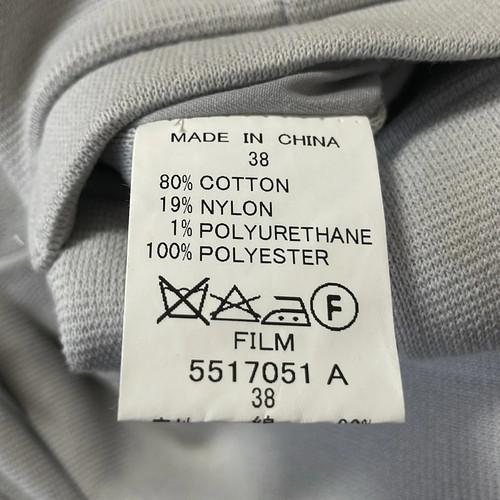 MADE IN CHINA
38
80% COTTON
19% NYLON
1% POLYURETHANE
100% POLYESTER
F
FILM
5517051 A
38